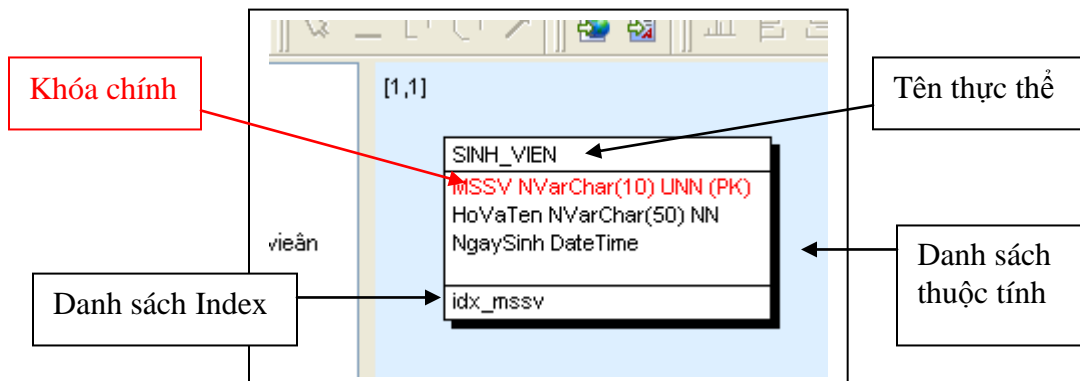 Khóa chính
[1,1]
Tên thực thể
SINH_VIEN
MSSV NVarChar(10) UNN (PK)
HoVaTen NVarChar(50) NN
NgaySinh DateTime
vieân
Danh sách
thuộc tính
Danh sách Index
idx_mssv